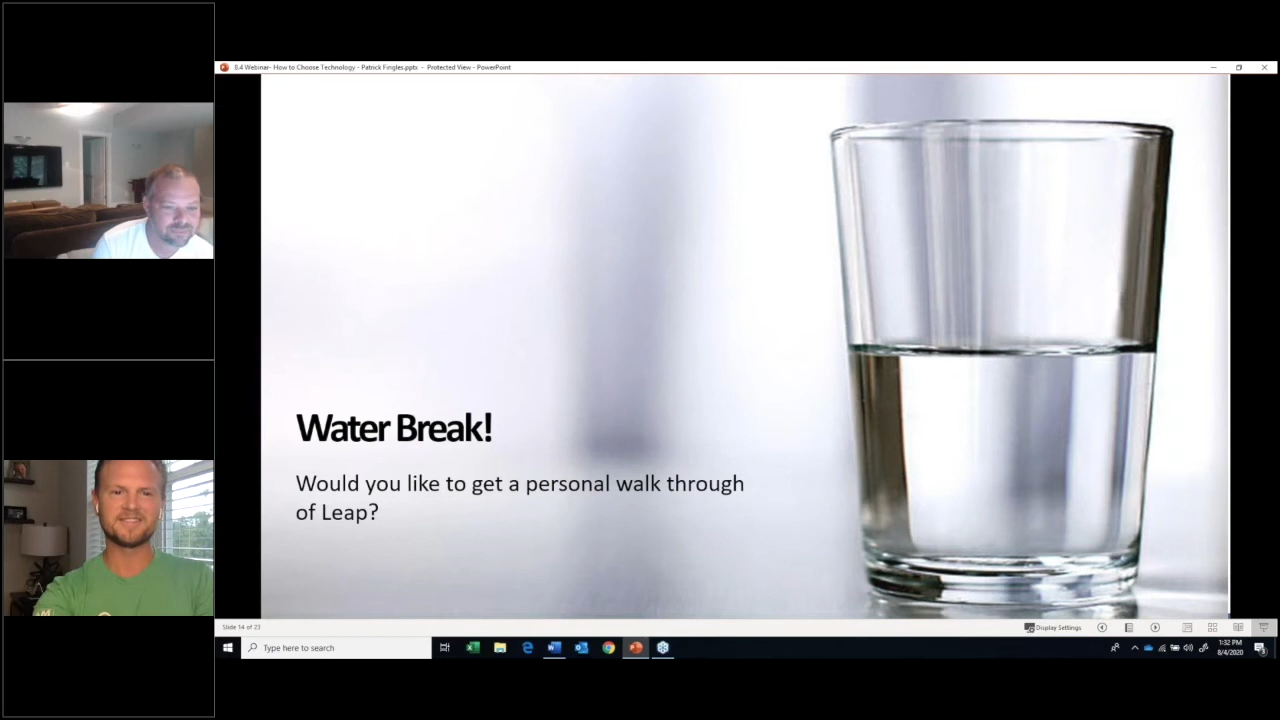 8.4 Webinar- How to Choose Technology - Patrick Fingles.pptx - Protected View - PowerPoint
Water Break!
Would you like to get a personal walk through
of Leap?
Slide 14 of 23
Display Settings
Type here to search
1:32 PM
8/4/2020